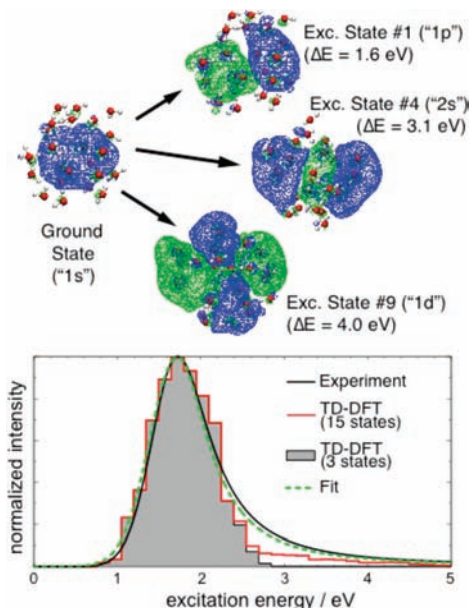 Exc. State #1 ("1p")
(ΔE = 1.6 eV)
Exc. State #4 ("2s")
(ΔE = 3.1 eV)
Ground
State
("1s")
Exc. State #9 ("1d")
(ΔE = 4.0 eV)
normalized intensity
Experiment
TD-DFT
(15 states)
TD-DFT
(3 states)
Fit
0 1 2 3 4 5
excitation energy / eV